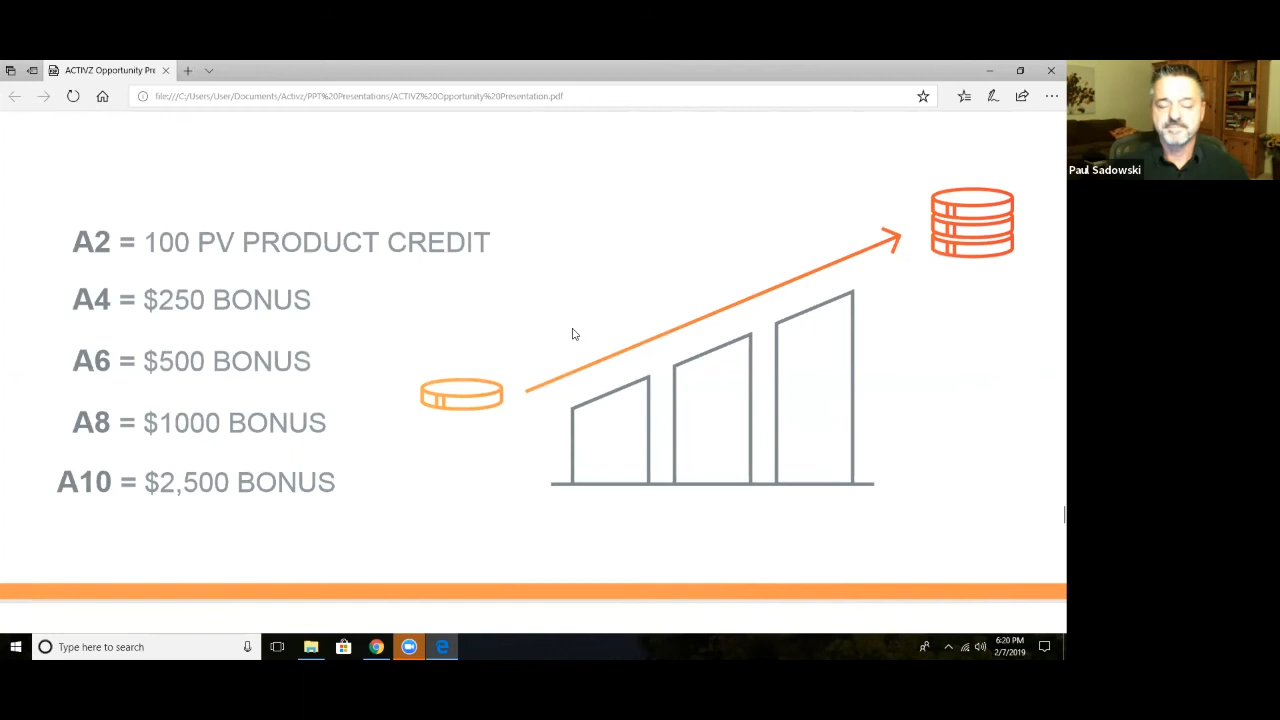 ACTIVZ Opportunity Pre
file:///C:/Users/User/Documents/Activz/PPT%20Presentations/ACTIVZ%20Opportunity%20Presentation.pdf
Paul Sadowski
A2 = 100 PV PRODUCT CREDIT
A4 = $250 BONUS
A6 = $500 BONUS
A8 = $1000 BONUS
A10 = $2,500 BONUS
Type here to search
6:20 PM
2/7/2019